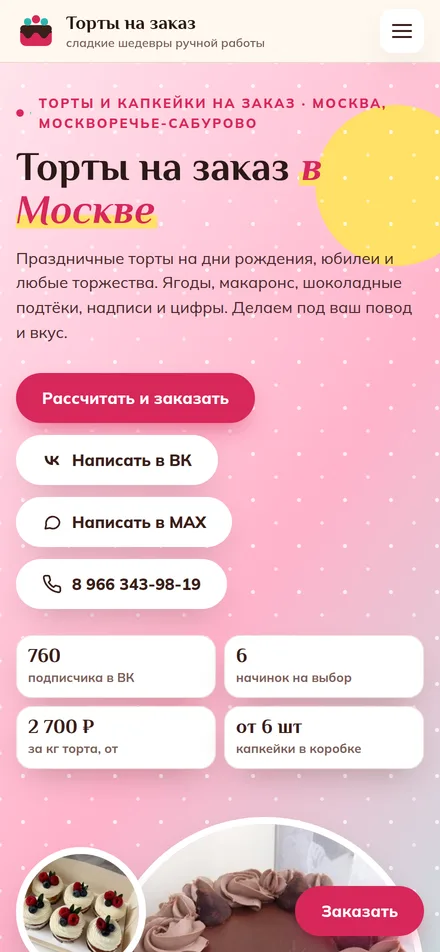 Торты на заказ
сладкие шедевры ручной работы
ТОРТЫ И КАПКЕЙКИ НА ЗАКАЗ · МОСКВА,
МОСКВОРЕЧЬЕ-САБУРОВО
Торты на заказ в
Москве
Праздничные торты на дни рождения, юбилеи и
любые торжества. Ягоды, макаронс, шоколадные
подтёки, надписи и цифры. Делаем под ваш повод
и вкус.
Рассчитать и заказать
Написать в ВК
Написать в MAX
8 966 343-98-19
760
подписчика в ВК
6
начинок на выбор
2 700 ₽
за кг торта, от
от 6 шт
капкейки в коробке
Заказать